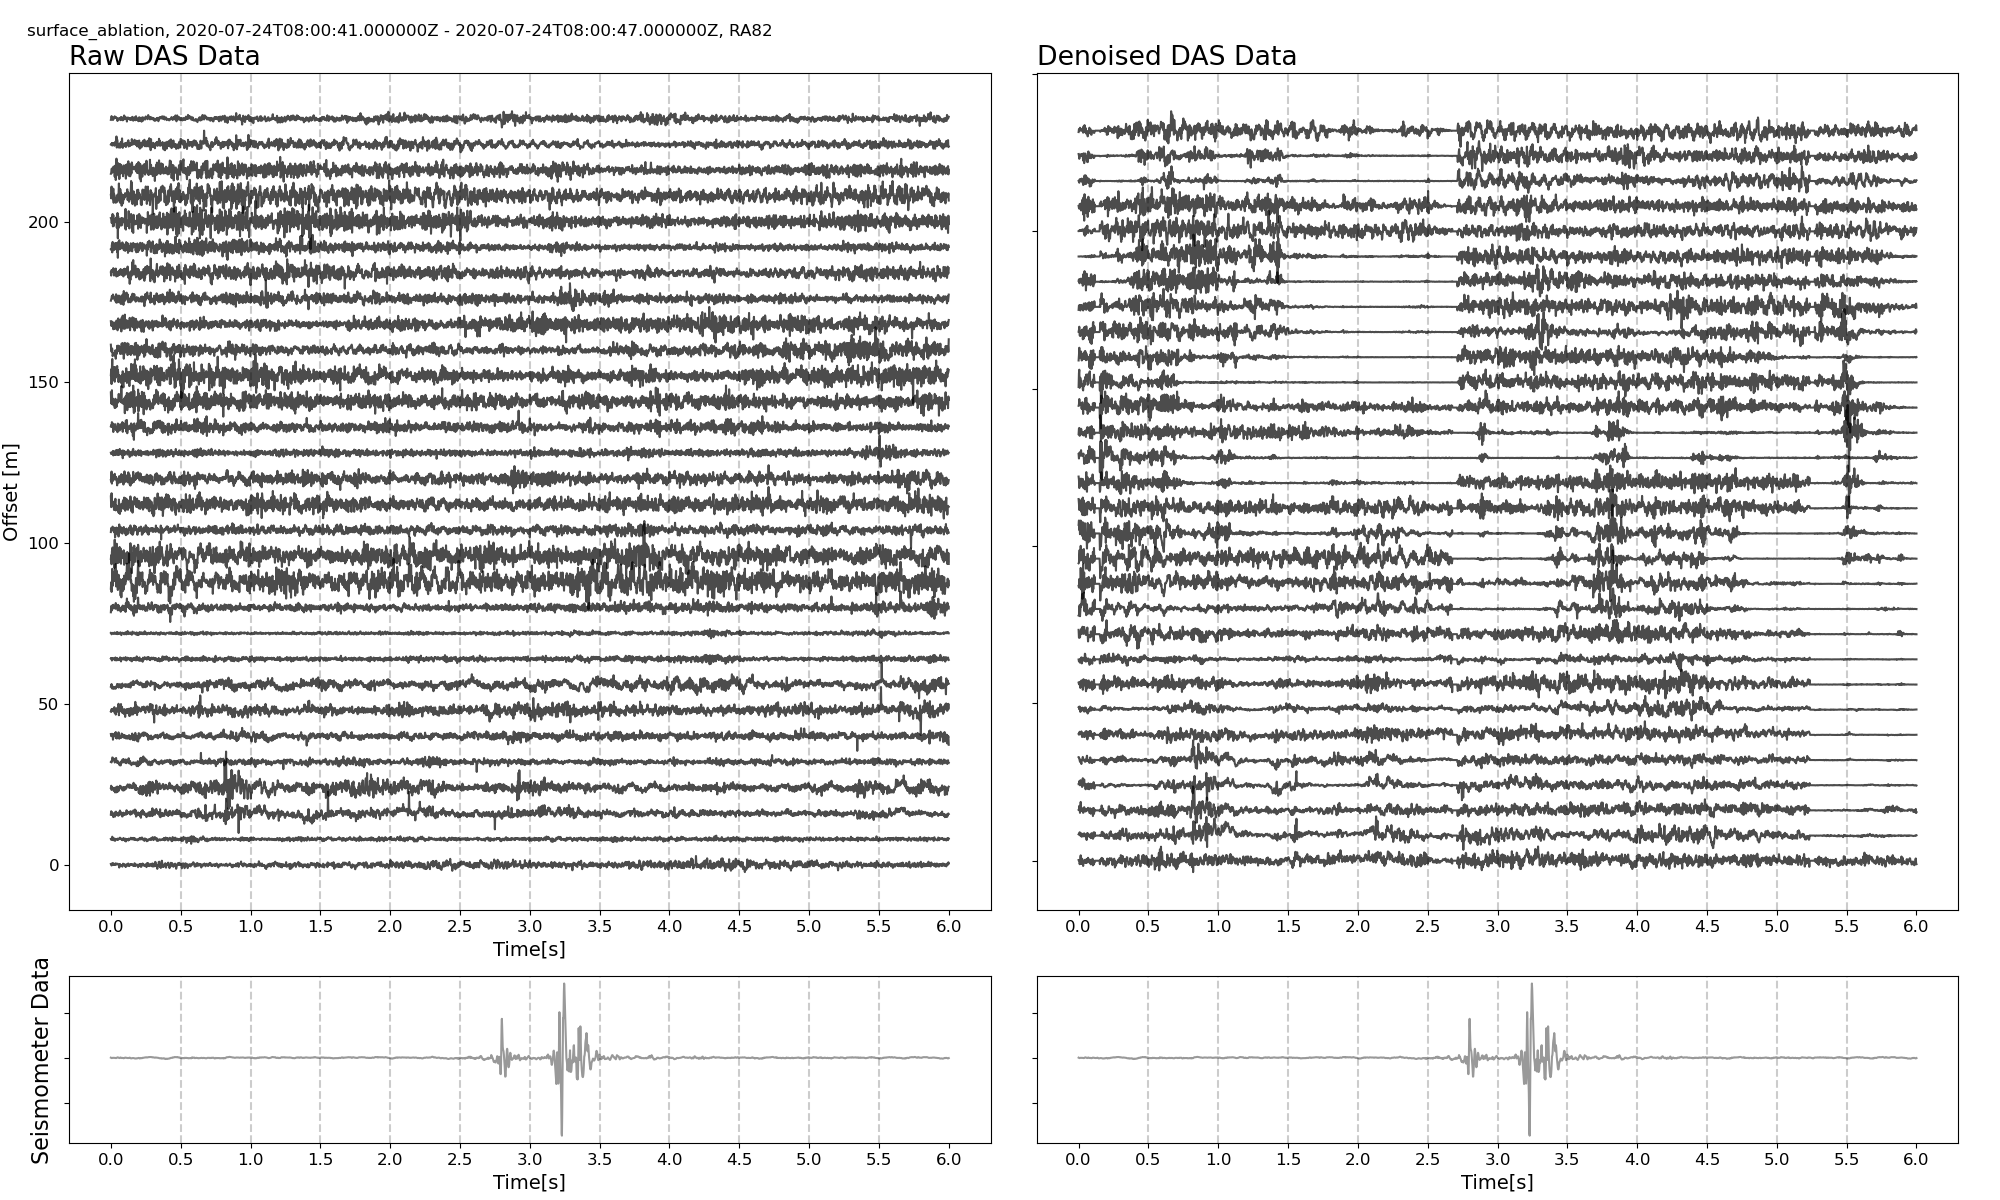 surface_ablation, 2020-07-24T08:00:41.000000Z - 2020-07-24T08:00:47.000000Z, RA82
Raw DAS Data
Denoised DAS Data
Offset [m]
200
150
100
50
0
0.0 0.5 1.0 1.5 2.0 2.5 3.0 3.5 4.0 4.5 5.0 5.5 6.0
Time[s]
0.0 0.5 1.0 1.5 2.0 2.5 3.0 3.5 4.0 4.5 5.0 5.5 6.0
Seismometer Data
0.0 0.5 1.0 1.5 2.0 2.5 3.0 3.5 4.0 4.5 5.0 5.5 6.0
Time[s]
0.0 0.5 1.0 1.5 2.0 2.5 3.0 3.5 4.0 4.5 5.0 5.5 6.0
Time[s]